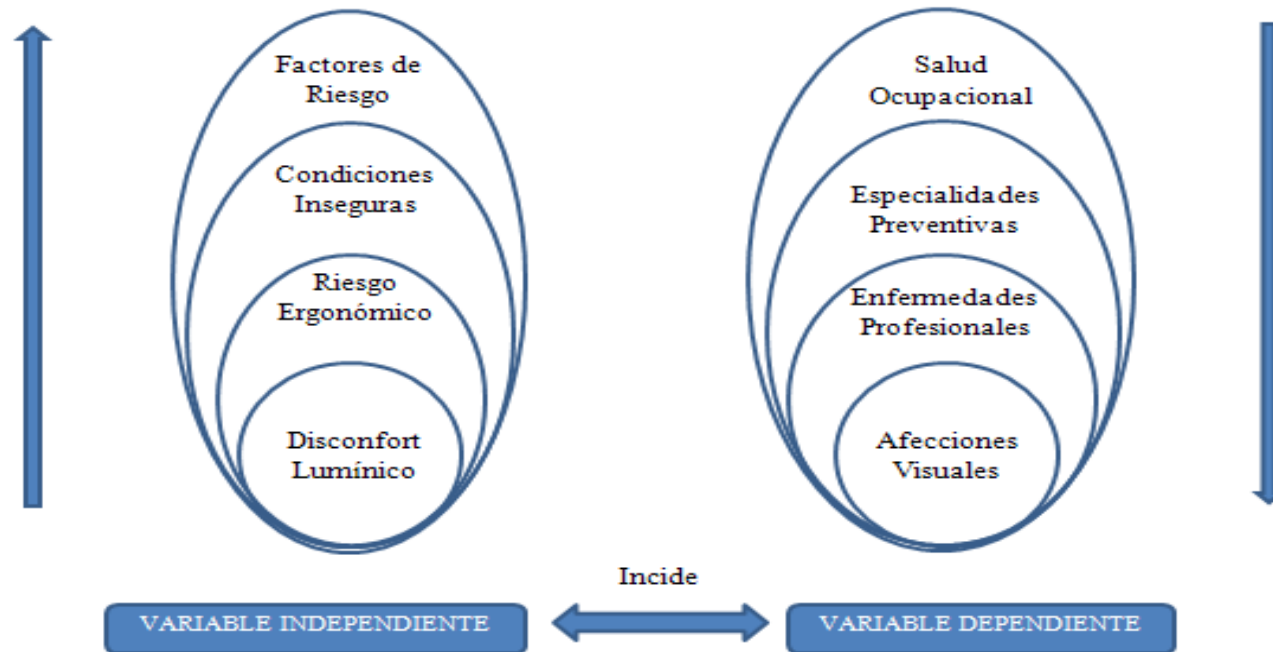 Factores de
Riesgo
Condiciones
Inseguras
Riesgo
Ergonómico
Disconfort
Lumínico
Salud
Ocupacional
Especialidades
Preventivas
Enfermedades
Profesionales
Afecciones
Visuales
Incide
VARIABLE INDEPENDIENTE
VARIABLE DEPENDIENTE